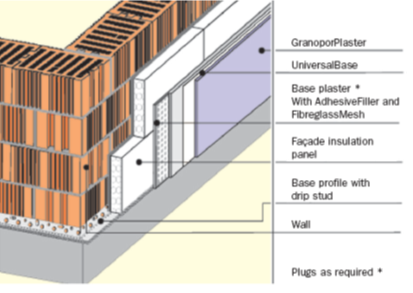 GranoporPlaster
UniversalBase
Base plaster *
With AdhesiveFiller and
FibreglassMesh
Façade insulation
panel
Base profile with
drip stud
Wall
Plugs as required *